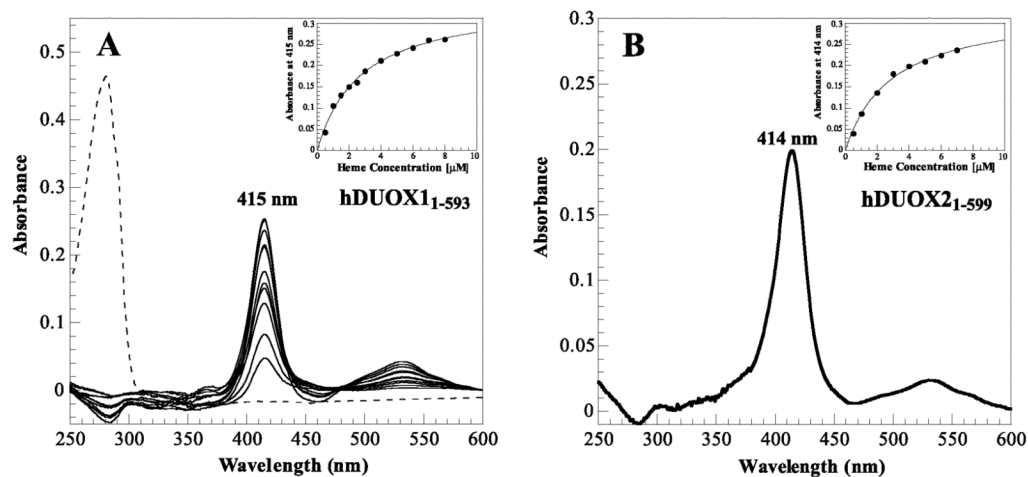 A
Absorbance
0.5
0.4
0.3
0.2
0.1
0
250 300 350 400 450 500 550 600
Wavelength (nm)
415 nm
hDUOX1₁₋₅₉₃
Absorbance at 415 nm
0.3
0.25
0.2
0.15
0.1
0.05
0
0 2 4 6 8 10
Heme Concentration [μM]
B
Absorbance
0.3
0.25
0.2
0.15
0.1
0.05
0
250 300 350 400 450 500 550 600
Wavelength (nm)
414 nm
hDUOX2₁₋₅₉₉
Absorbance at 414 nm
0.3
0.25
0.2
0.15
0.1
0.05
0
0 2 4 6 8 10
Heme Concentration [μM]